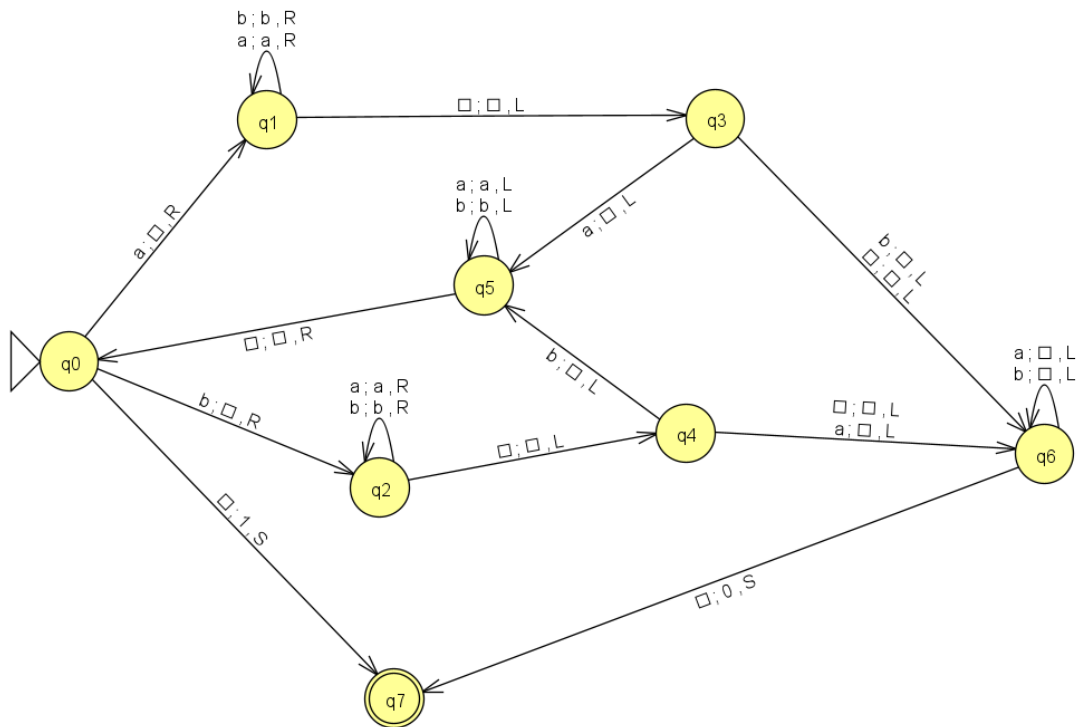 b ; b , R
a ; a , R
q1
□ ; □ , L
q3
a ; a , L
b ; b , L
a ; □ , L
b ; □ , L
□ ; □ , L
a ; □ , R
q5
□ ; □ , R
q0
b ; □ , L
a ; □ , L
b ; □ , L
b ; □ , R
a ; a , R
b ; b , R
□ ; □ , L
a ; □ , L
q4
□ ; □ , L
q6
q2
□ ; 1 , S
□ ; 0 , S
q7